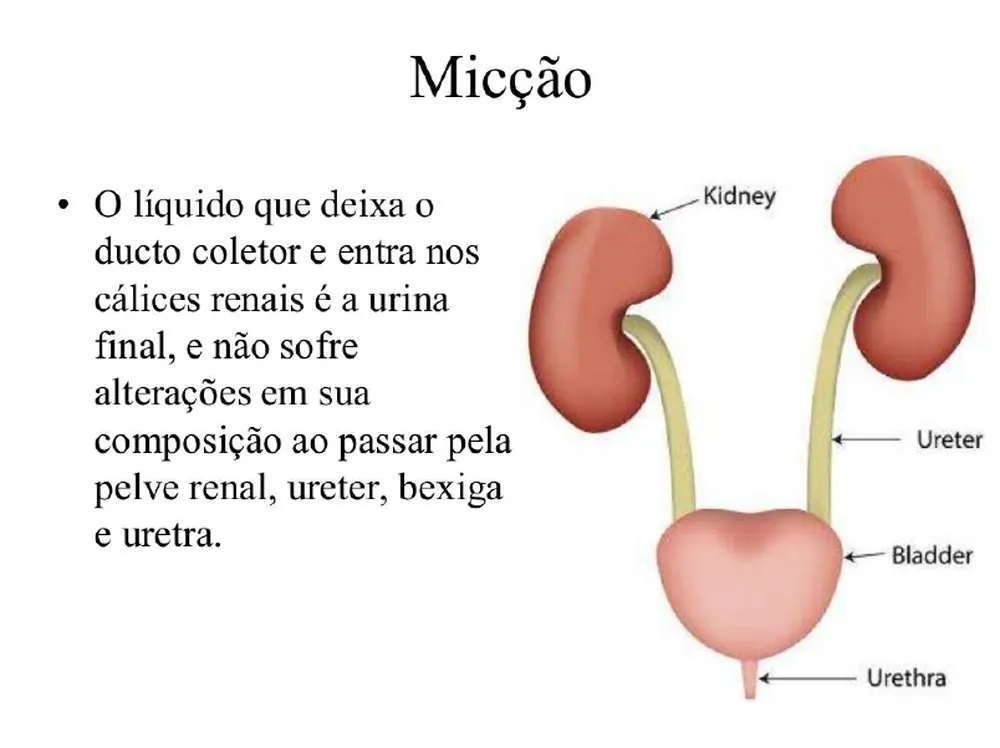 Micção
• O líquido que deixa o
ducto coletor e entra nos
cálices renais é a urina
final, e não sofre
alterações em sua
composição ao passar pela
pelve renal, ureter, bexiga
e uretra.
Kidney
Ureter
Bladder
Urethra